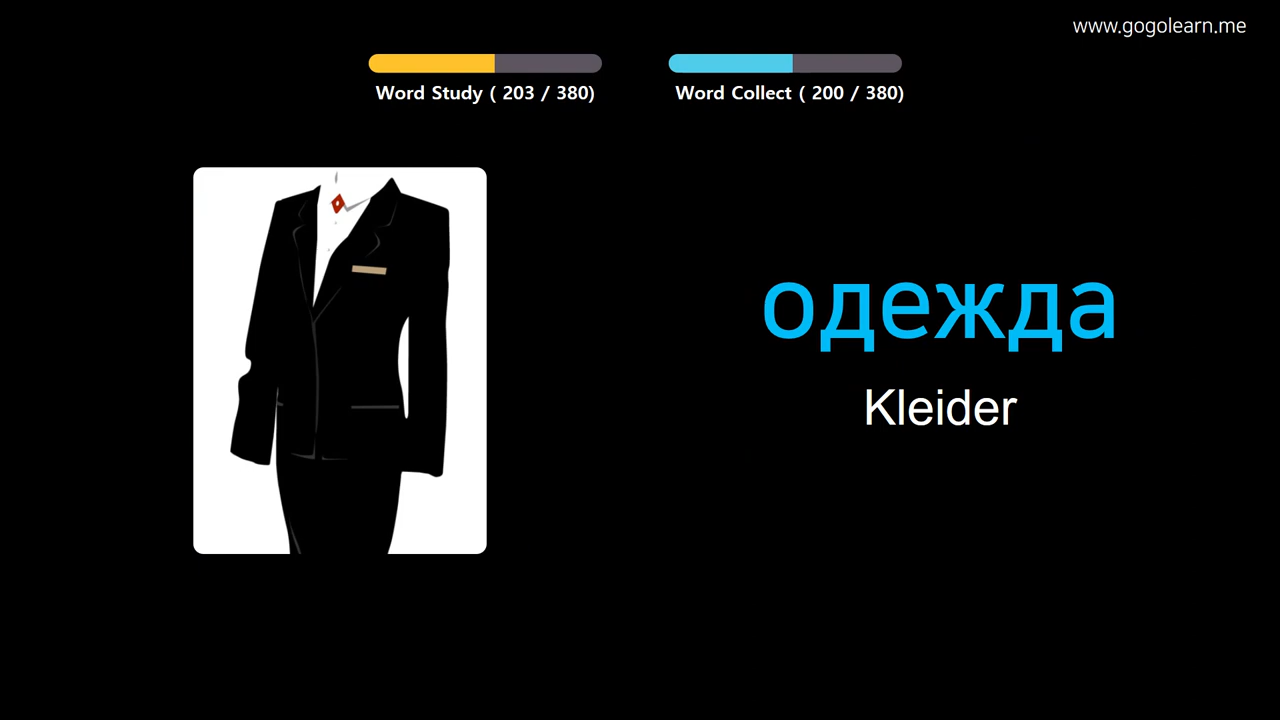 www.gogolearn.me
Word Study ( 203 / 380)
Word Collect ( 200 / 380)
одежда
Kleider